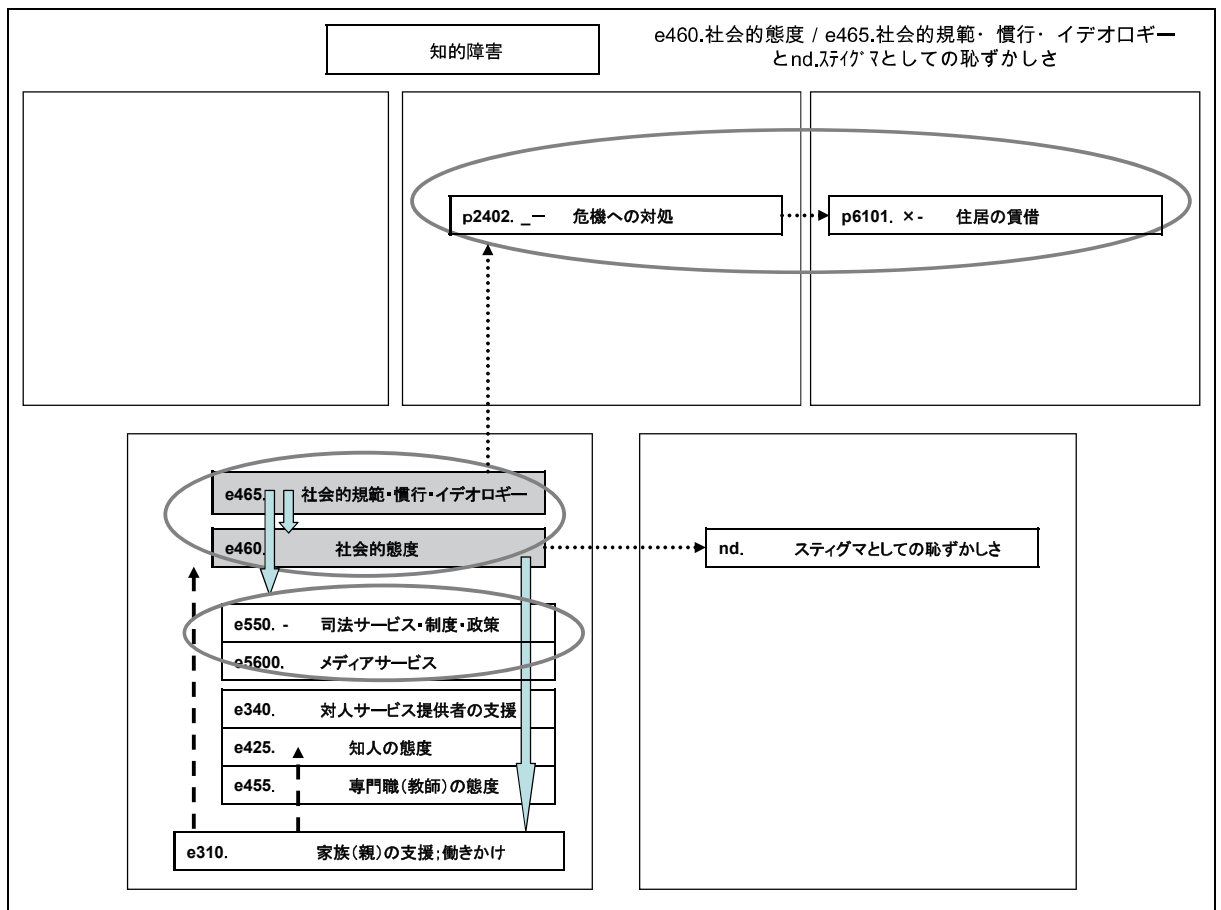 知的障害
e460.社会的態度 / e465.社会的規範・ 慣行・ イデオロギー
とnd.ｽﾃｨｸﾞﾏとしての恥ずかしさ
p2402. _－ 危機への対処
p6101. ×- 住居の賃借
e465. 社会的規範・慣行・イデオロギー
e460. 社会的態度
nd. スティグマとしての恥ずかしさ
e550. - 司法サービス・制度・政策
e5600. メディアサービス
e340. 対人サービス提供者の支援
e425. 知人の態度
e455. 専門職(教師)の態度
e310. 家族(親)の支援;働きかけ